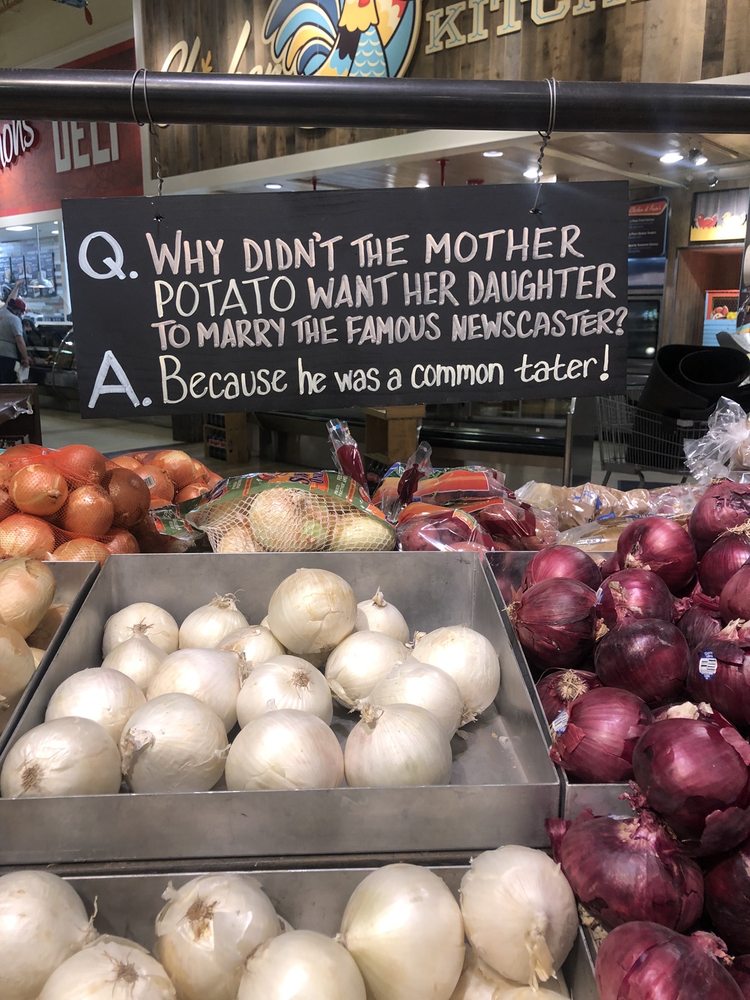 KITCHEN
DELI
Q. WHY DIDN'T THE MOTHER
POTATO WANT HER DAUGHTER
TO MARRY THE FAMOUS NEWSCASTER?
A. Because he was a common tater!